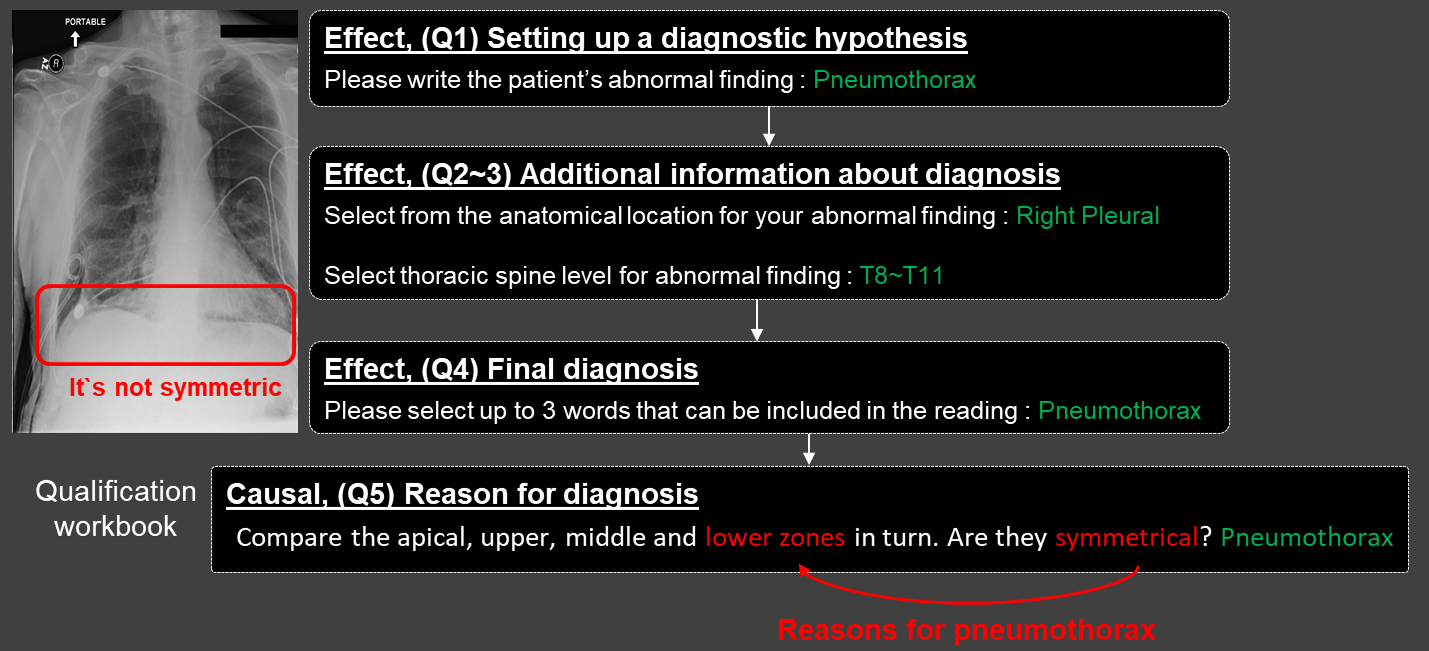 PORTABLE
R
Effect, (Q1) Setting up a diagnostic hypothesis
Please write the patient's abnormal finding : Pneumothorax
Effect, (Q2~3) Additional information about diagnosis
Select from the anatomical location for your abnormal finding : Right Pleural
Select thoracic spine level for abnormal finding : T8~T11
It`s not symmetric
Effect, (Q4) Final diagnosis
Please select up to 3 words that can be included in the reading : Pneumothorax
Qualification
workbook
Causal, (Q5) Reason for diagnosis
Compare the apical, upper, middle and lower zones in turn. Are they symmetrical? Pneumothorax
Reasons for pneumothorax